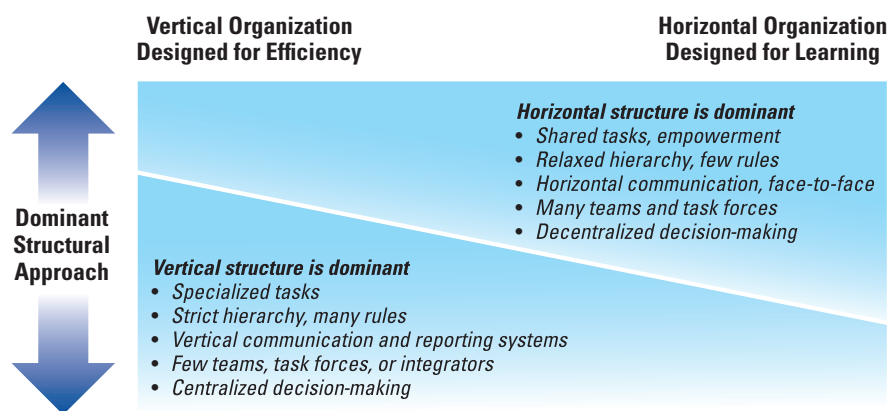 Vertical Organization
Designed for Efficiency
Horizontal Organization
Designed for Learning
Horizontal structure is dominant
• Shared tasks, empowerment
• Relaxed hierarchy, few rules
• Horizontal communication, face-to-face
• Many teams and task forces
• Decentralized decision-making
Dominant
Structural
Approach
Vertical structure is dominant
• Specialized tasks
• Strict hierarchy, many rules
• Vertical communication and reporting systems
• Few teams, task forces, or integrators
• Centralized decision-making